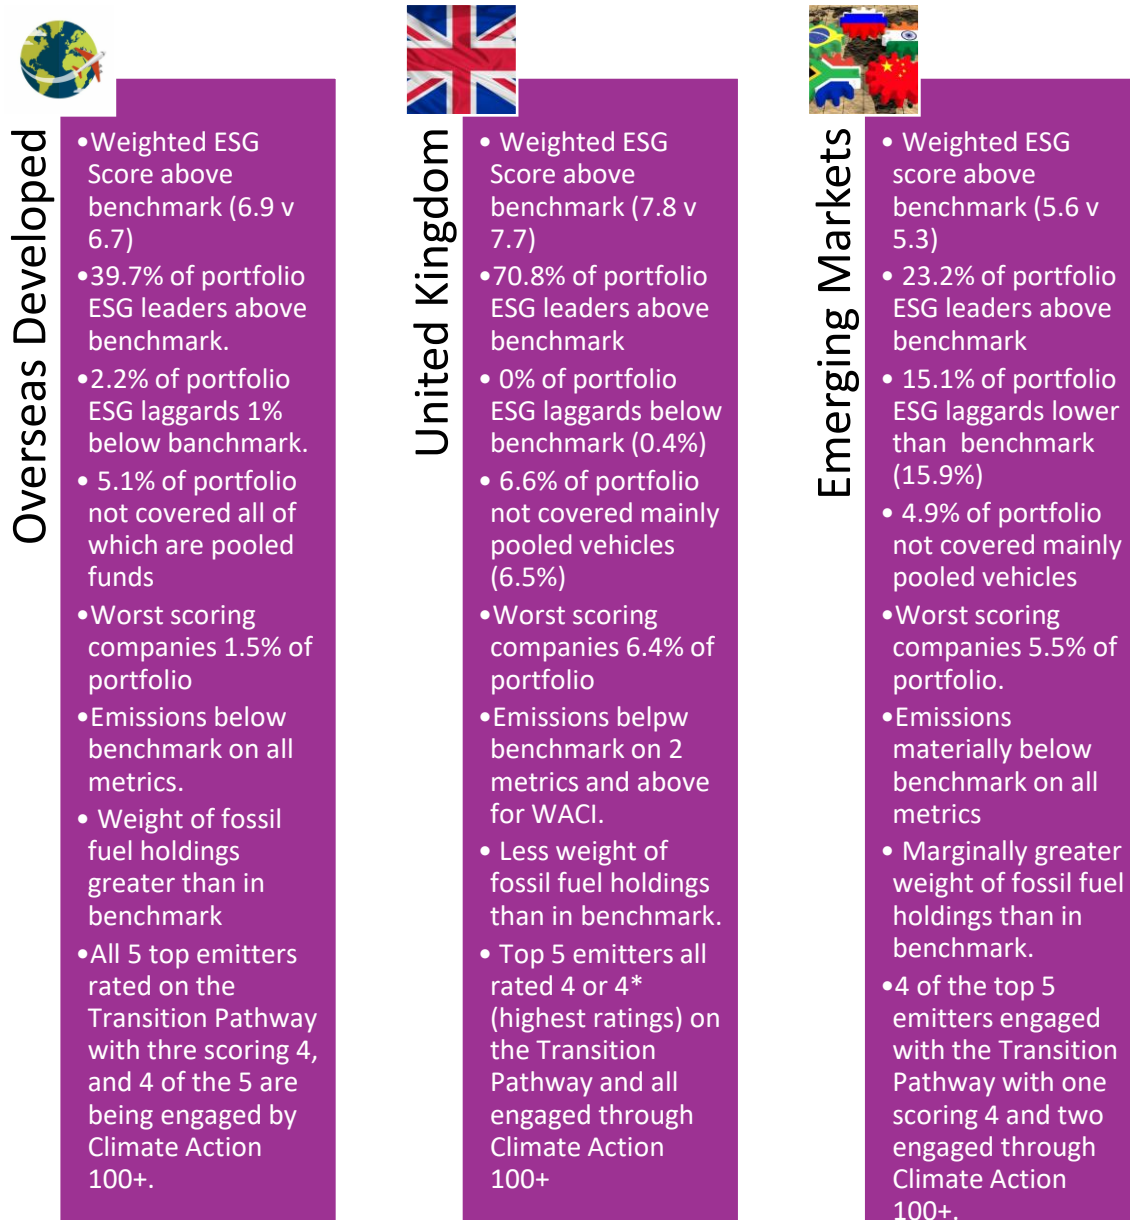 Overseas Developed
•Weighted ESG
Score above
benchmark (6.9 v
6.7)
•39.7% of portfolio
ESG leaders above
benchmark.
•2.2% of portfolio
ESG laggards 1%
below banchmark.
• 5.1% of portfolio
not covered all of
which are pooled
funds
•Worst scoring
companies 1.5% of
portfolio
•Emissions below
benchmark on all
metrics.
• Weight of fossil
fuel holdings
greater than in
benchmark
•All 5 top emitters
rated on the
Transition Pathway
with thre scoring 4,
and 4 of the 5 are
being engaged by
Climate Action
100+.
United Kingdom
• Weighted ESG
Score above
benchmark (7.8 v
7.7)
•70.8% of portfolio
ESG leaders above
benchmark
• 0% of portfolio
ESG laggards below
benchmark (0.4%)
• 6.6% of portfolio
not covered mainly
pooled vehicles
(6.5%)
•Worst scoring
companies 6.4% of
portfolio
•Emissions belpw
benchmark on 2
metrics and above
for WACI.
• Less weight of
fossil fuel holdings
than in benchmark.
• Top 5 emitters all
rated 4 or 4*
(highest ratings) on
the Transition
Pathway and all
engaged through
Climate Action
100+
Emerging Markets
• Weighted ESG
score above
benchmark (5.6 v
5.3)
• 23.2% of portfolio
ESG leaders above
benchmark
• 15.1% of portfolio
ESG laggards lower
than  benchmark
(15.9%)
• 4.9% of portfolio
not covered mainly
pooled vehicles
•Worst scoring
companies 5.5% of
portfolio.
•Emissions
materially below
benchmark on all
metrics
• Marginally greater
weight of fossil fuel
holdings than in
benchmark.
•4 of the top 5
emitters engaged
with the Transition
Pathway with one
scoring 4 and two
engaged through
Climate Action
100+.